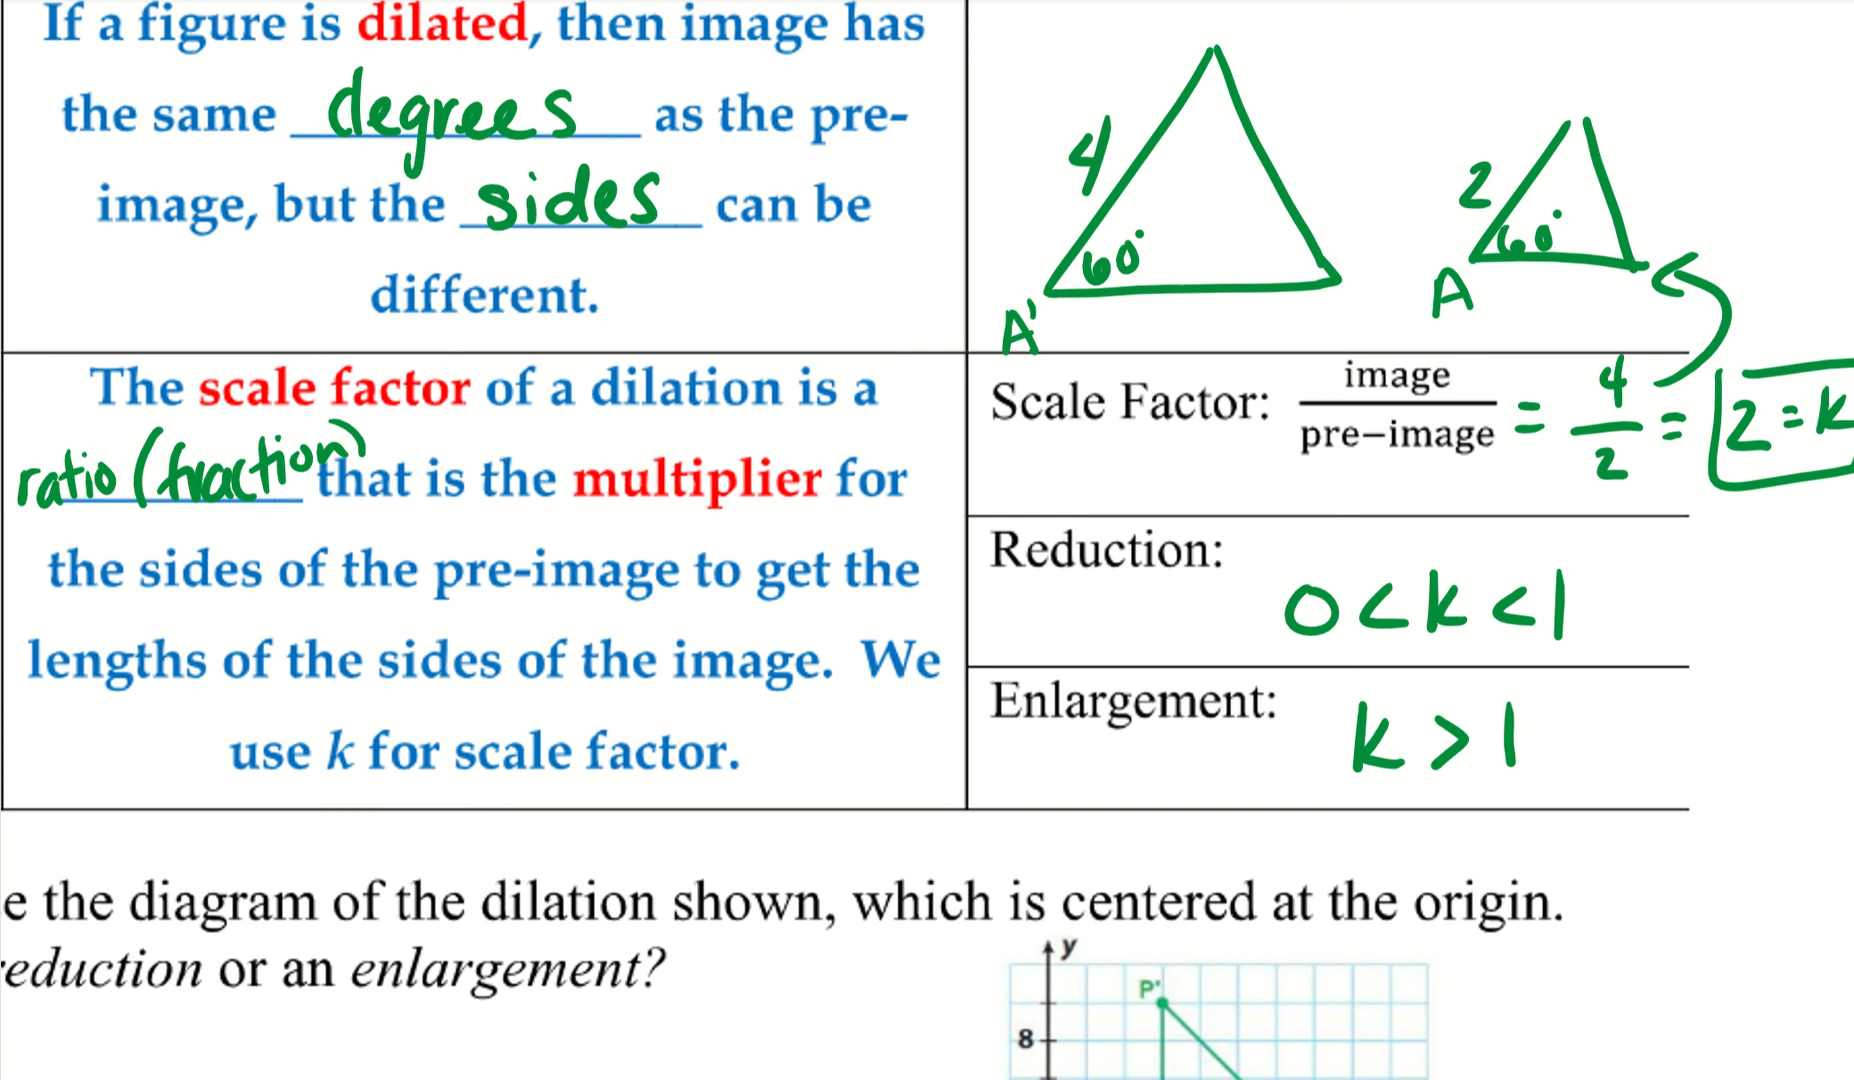 If a figure is dilated, then image has
the same degrees as the pre-
image, but the sides can be
different.
4
60°
A'
2
60°
A
The scale factor of a dilation is a
ratio (fraction) that is the multiplier for
the sides of the pre-image to get the
lengths of the sides of the image. We
use k for scale factor.
Scale Factor: image / pre−image = 4 / 2 = 2 = k
Reduction:
0 < k < 1
Enlargement:
k > 1
e the diagram of the dilation shown, which is centered at the origin.
eduction or an enlargement?
y
P'
8